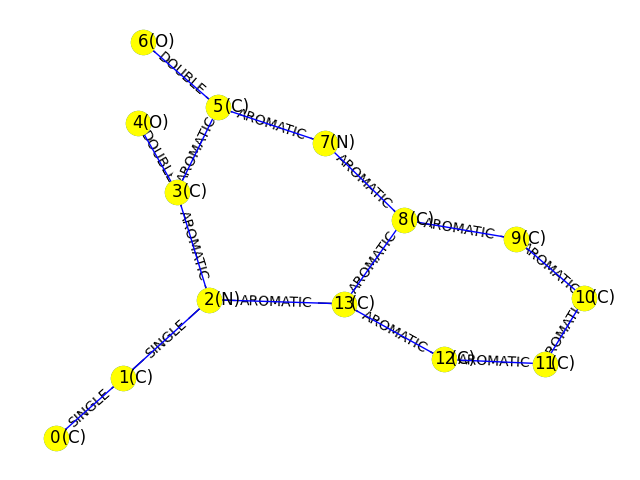 6(O)
DOUBLE
5(C)
AROMATIC
4(O)
DOUBLE
AROMATIC
7(N)
AROMATIC
3(C)
AROMATIC
8(C)
AROMATIC
9(C)
AROMATIC
AROMATIC
10(C)
2(N)
AROMATIC
13(C)
AROMATIC
AROMATIC
SINGLE
12(C)
AROMATIC
11(C)
1(C)
SINGLE
0(C)